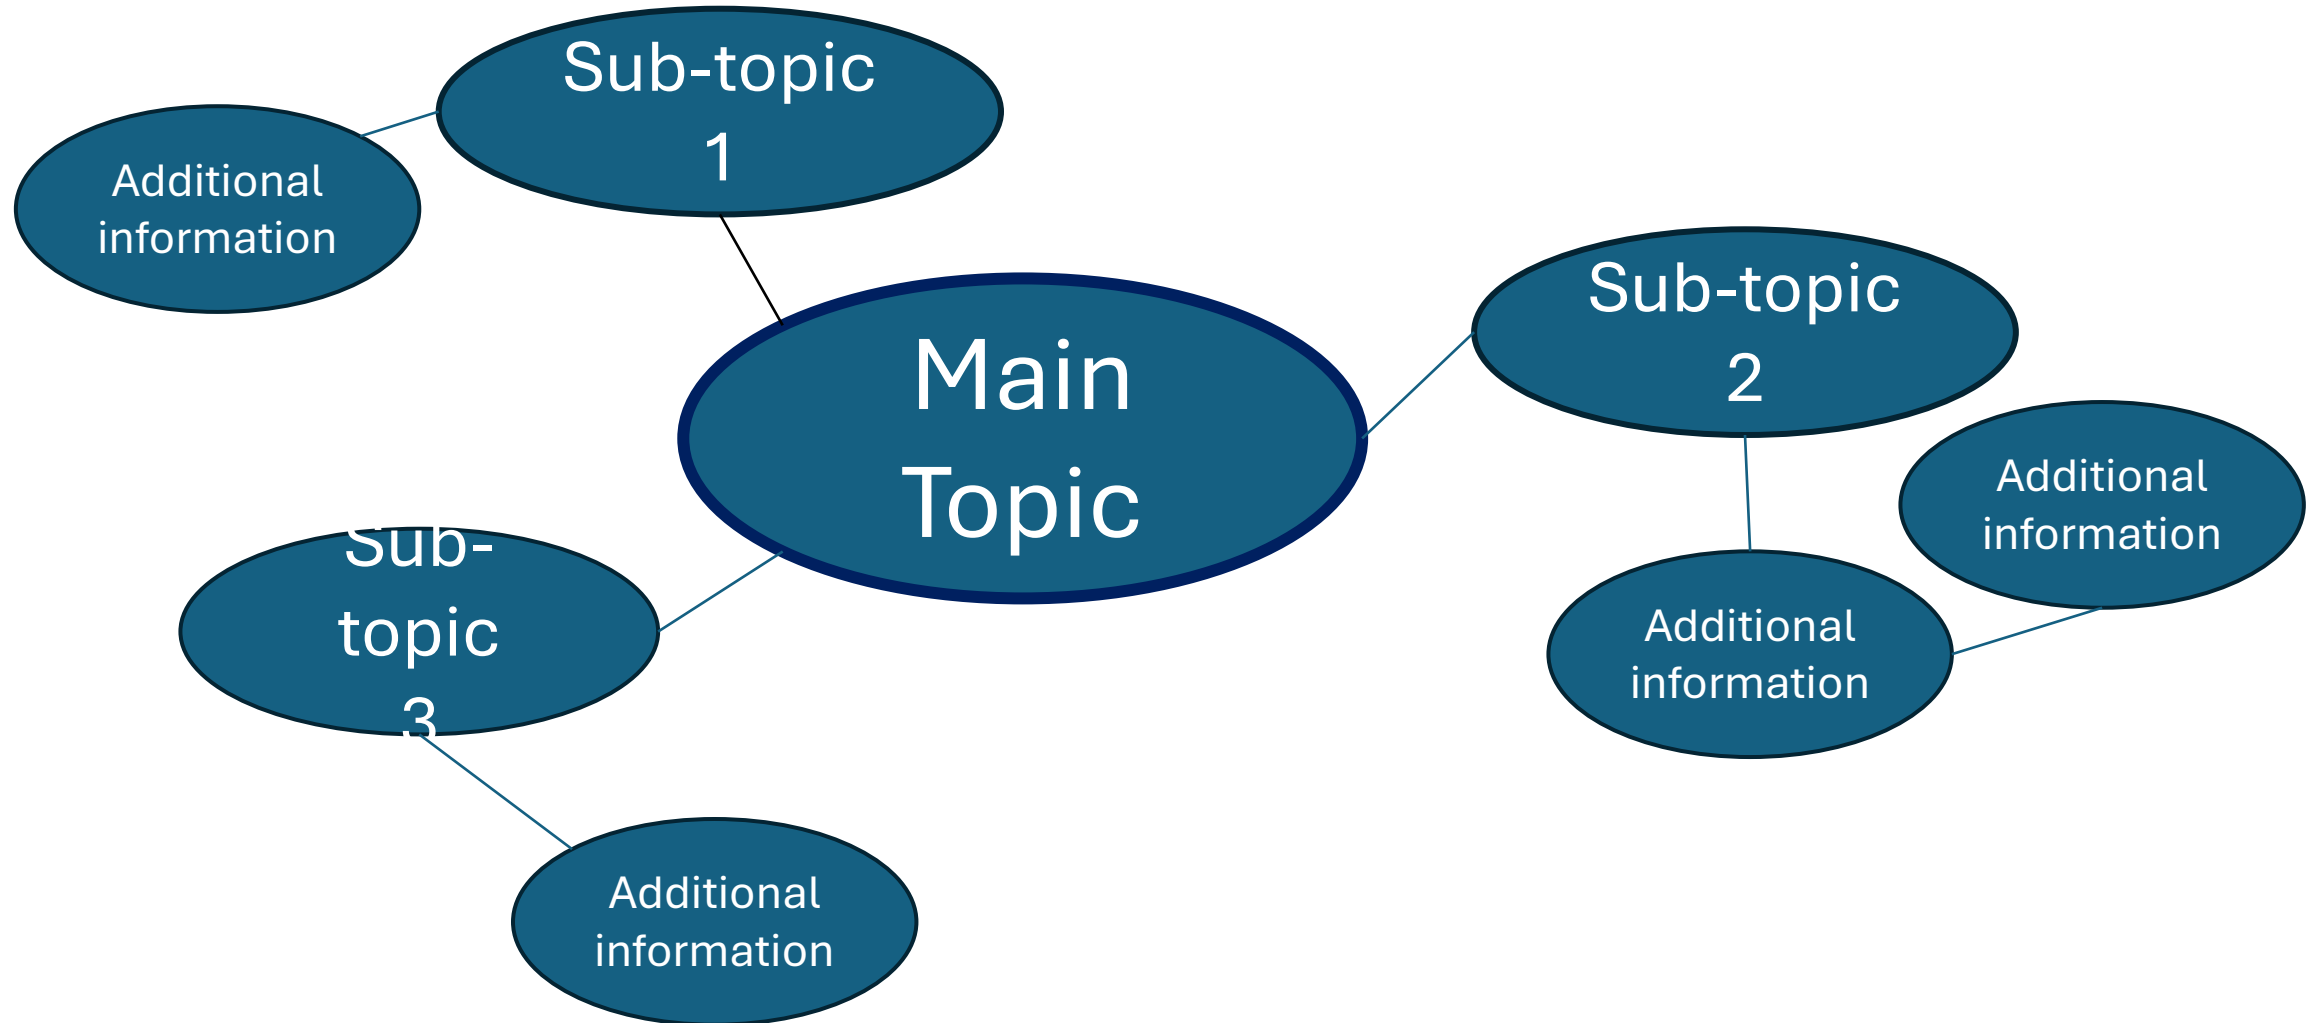 Sub-topic
1
Additional
information
Main
Topic
Sub-topic
2
Additional
information
Additional
information
Sub-
topic
3
Additional
information